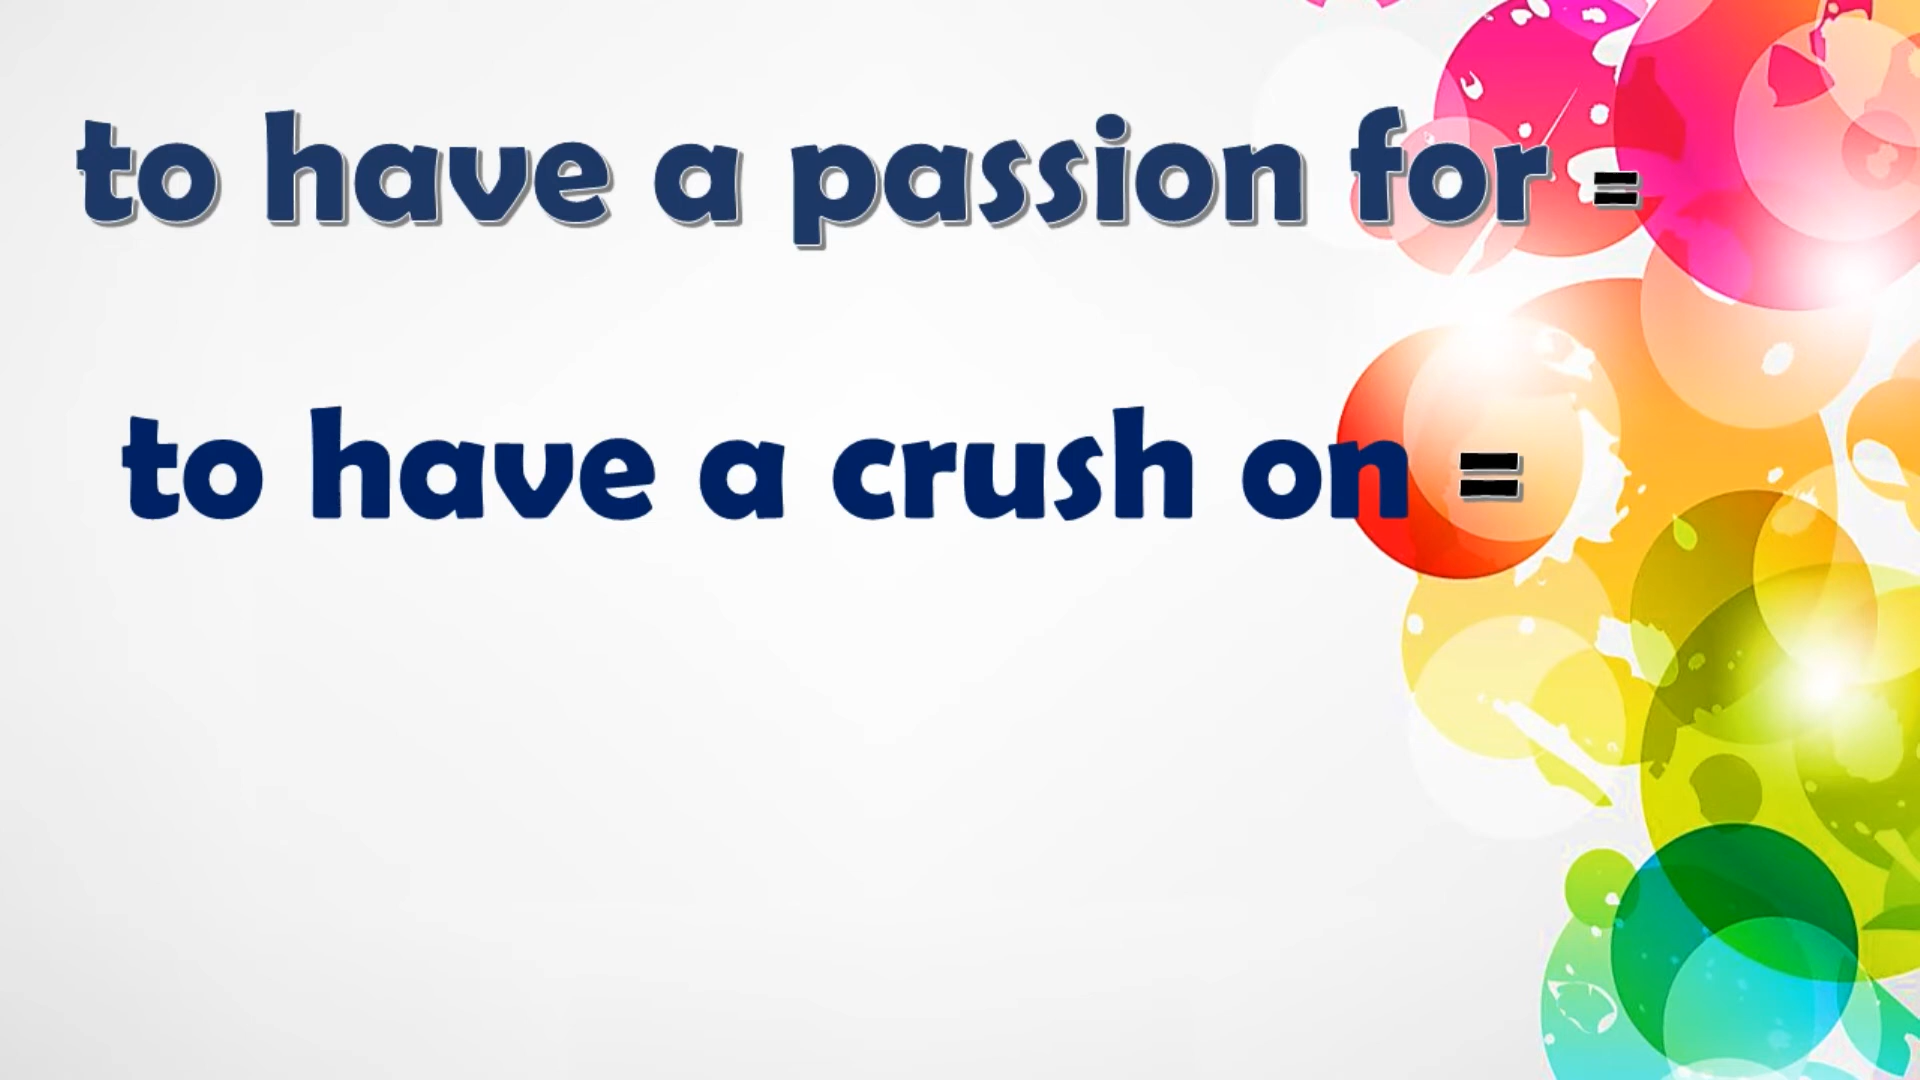 to have a passion for =
to have a crush on =